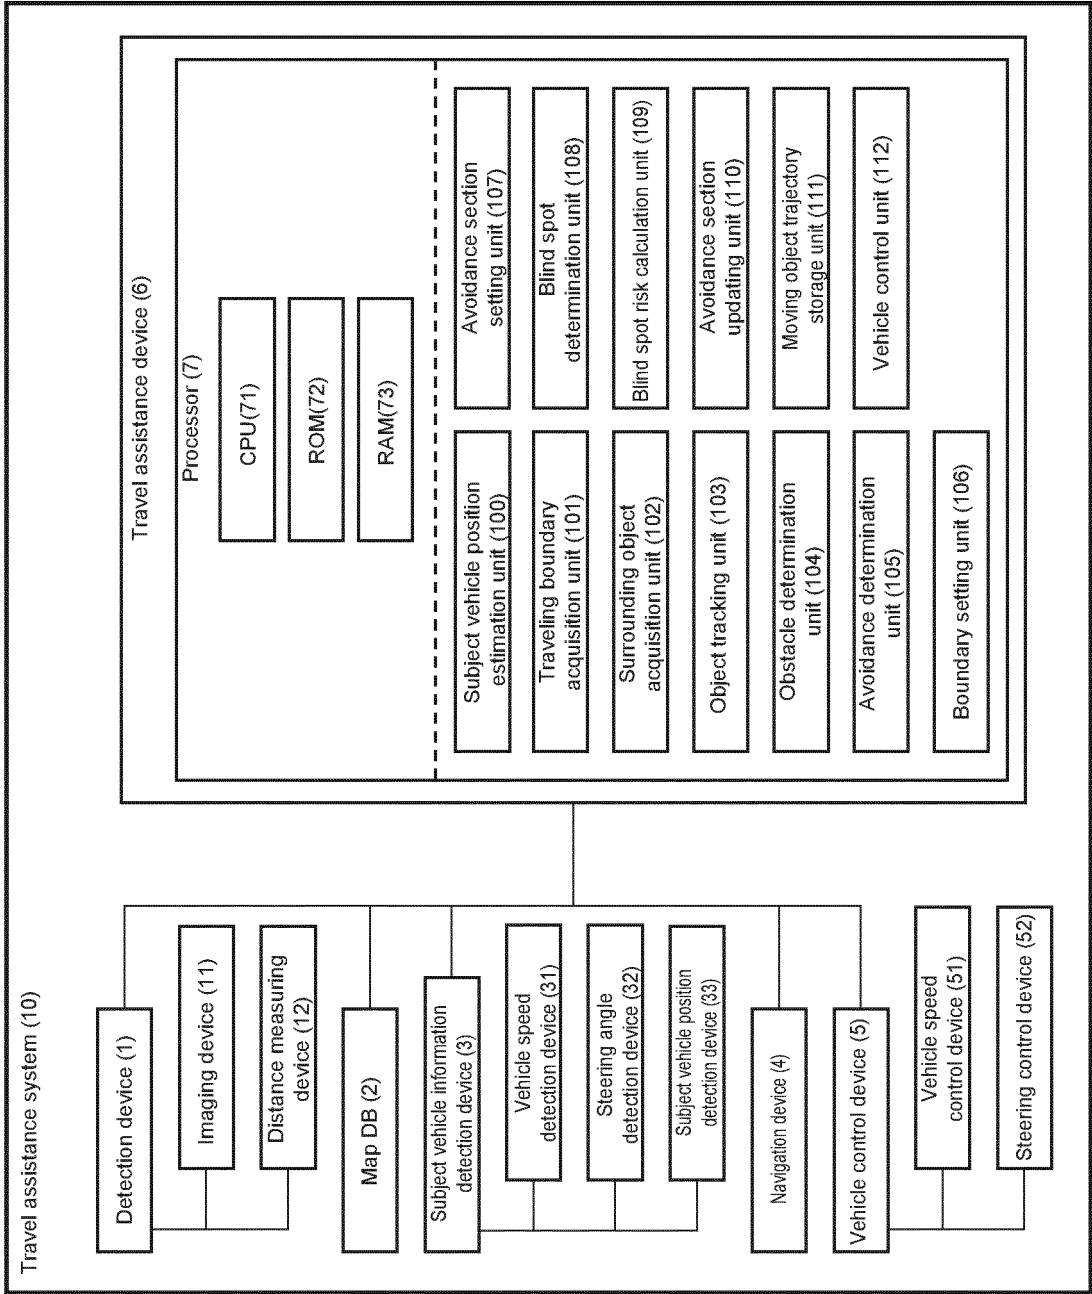 Travel assistance system (10)
Detection device (1)
Imaging device (11)
Distance measuring
device (12)
Map DB (2)
Subject vehicle information
detection device (3)
Vehicle speed
detection device (31)
Steering angle
detection device (32)
Subject vehicle position
detection device (33)
Navigation device (4)
Vehicle control device (5)
Vehicle speed
control device (51)
Steering control device (52)
Travel assistance device (6)
Processor (7)
CPU(71)
ROM(72)
RAM(73)
Subject vehicle position
estimation unit (100)
Traveling boundary
acquisition unit (101)
Surrounding object
acquisition unit (102)
Object tracking unit (103)
Obstacle determination
unit (104)
Avoidance determination
unit (105)
Boundary setting unit (106)
Avoidance section
setting unit (107)
Blind spot
determination unit (108)
Blind spot risk calculation unit (109)
Avoidance section
updating unit (110)
Moving object trajectory
storage unit (111)
Vehicle control unit (112)